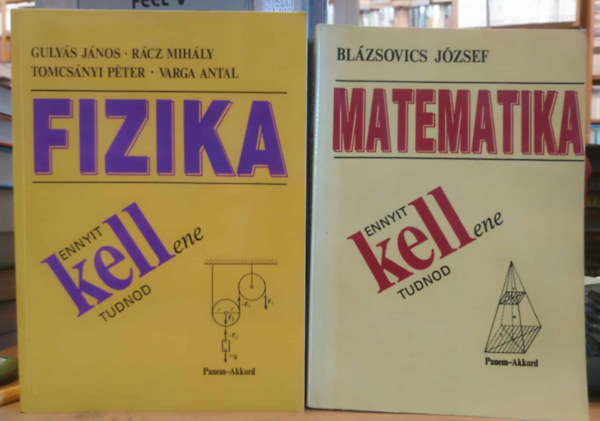 GULYÁS JÁNOS · RÁCZ MIHÁLY
TOMCSÁNYI PÉTER · VARGA ANTAL
FIZIKA
ENNYIT
kellene
TUDNOD
Panem–Akkord
BLÁZSOVICS JÓZSEF
MATEMATIKA
ENNYIT
kellene
TUDNOD
Panem–Akkord